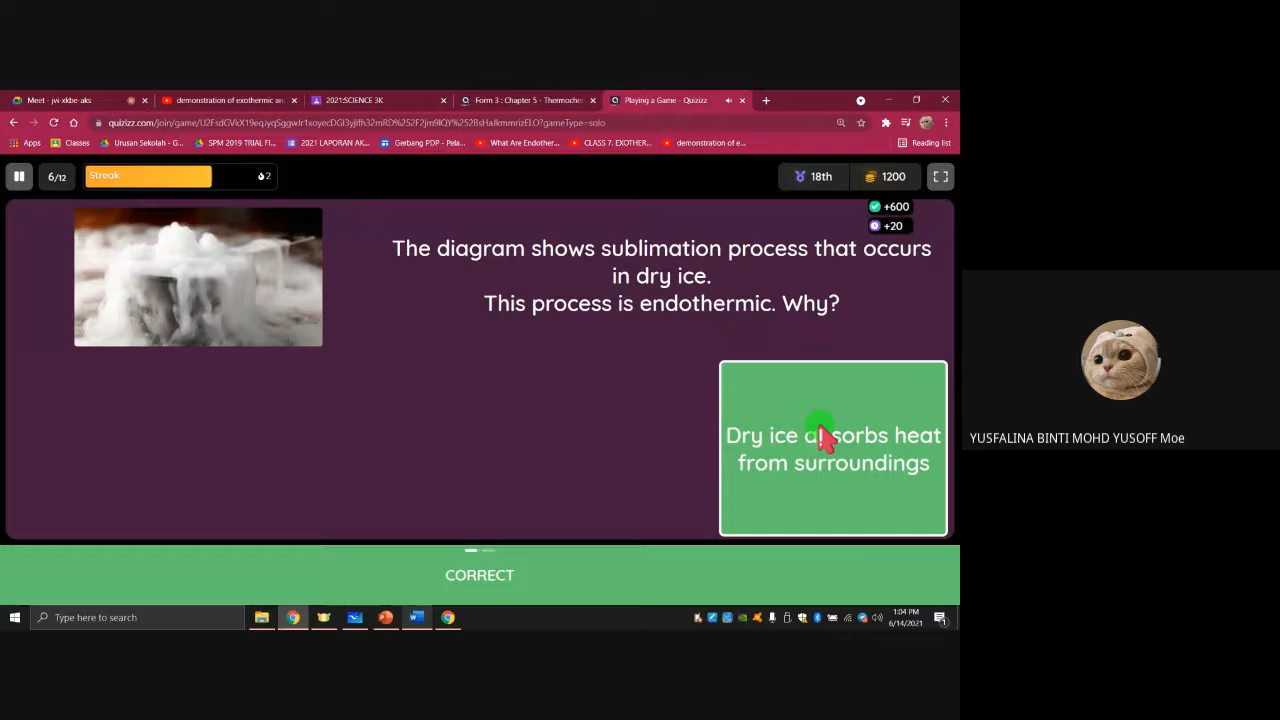 Meet - jvi-xkbe-aks
demonstration of exothermic an
2021:SCIENCE 3K
Form 3 : Chapter 5 - Thermocher
Playing a Game - Quizizz
Apps
Classes
Urusan Sekolah - G...
SPM 2019 TRIAL FI...
2021 LAPORAN AK...
Gerbang PDP - Pela...
What Are Endother...
CLASS 7. EXOTHER...
demonstration of e...
Reading list
6/12
Streak
2
18th
1200
+600
+20
The diagram shows sublimation process that occurs
in dry ice.
This process is endothermic. Why?
Dry ice absorbs heat
from surroundings
CORRECT
YUSFALINA BINTI MOHD YUSOFF Moe
Type here to search
1:04 PM
6/14/2021